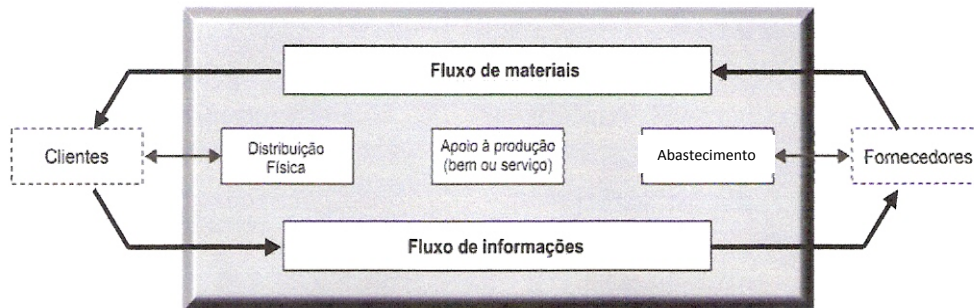 Fluxo de materiais
Clientes
Distribuição
Física
Apoio à produção
(bem ou serviço)
Abastecimento
Fornecedores
Fluxo de informações